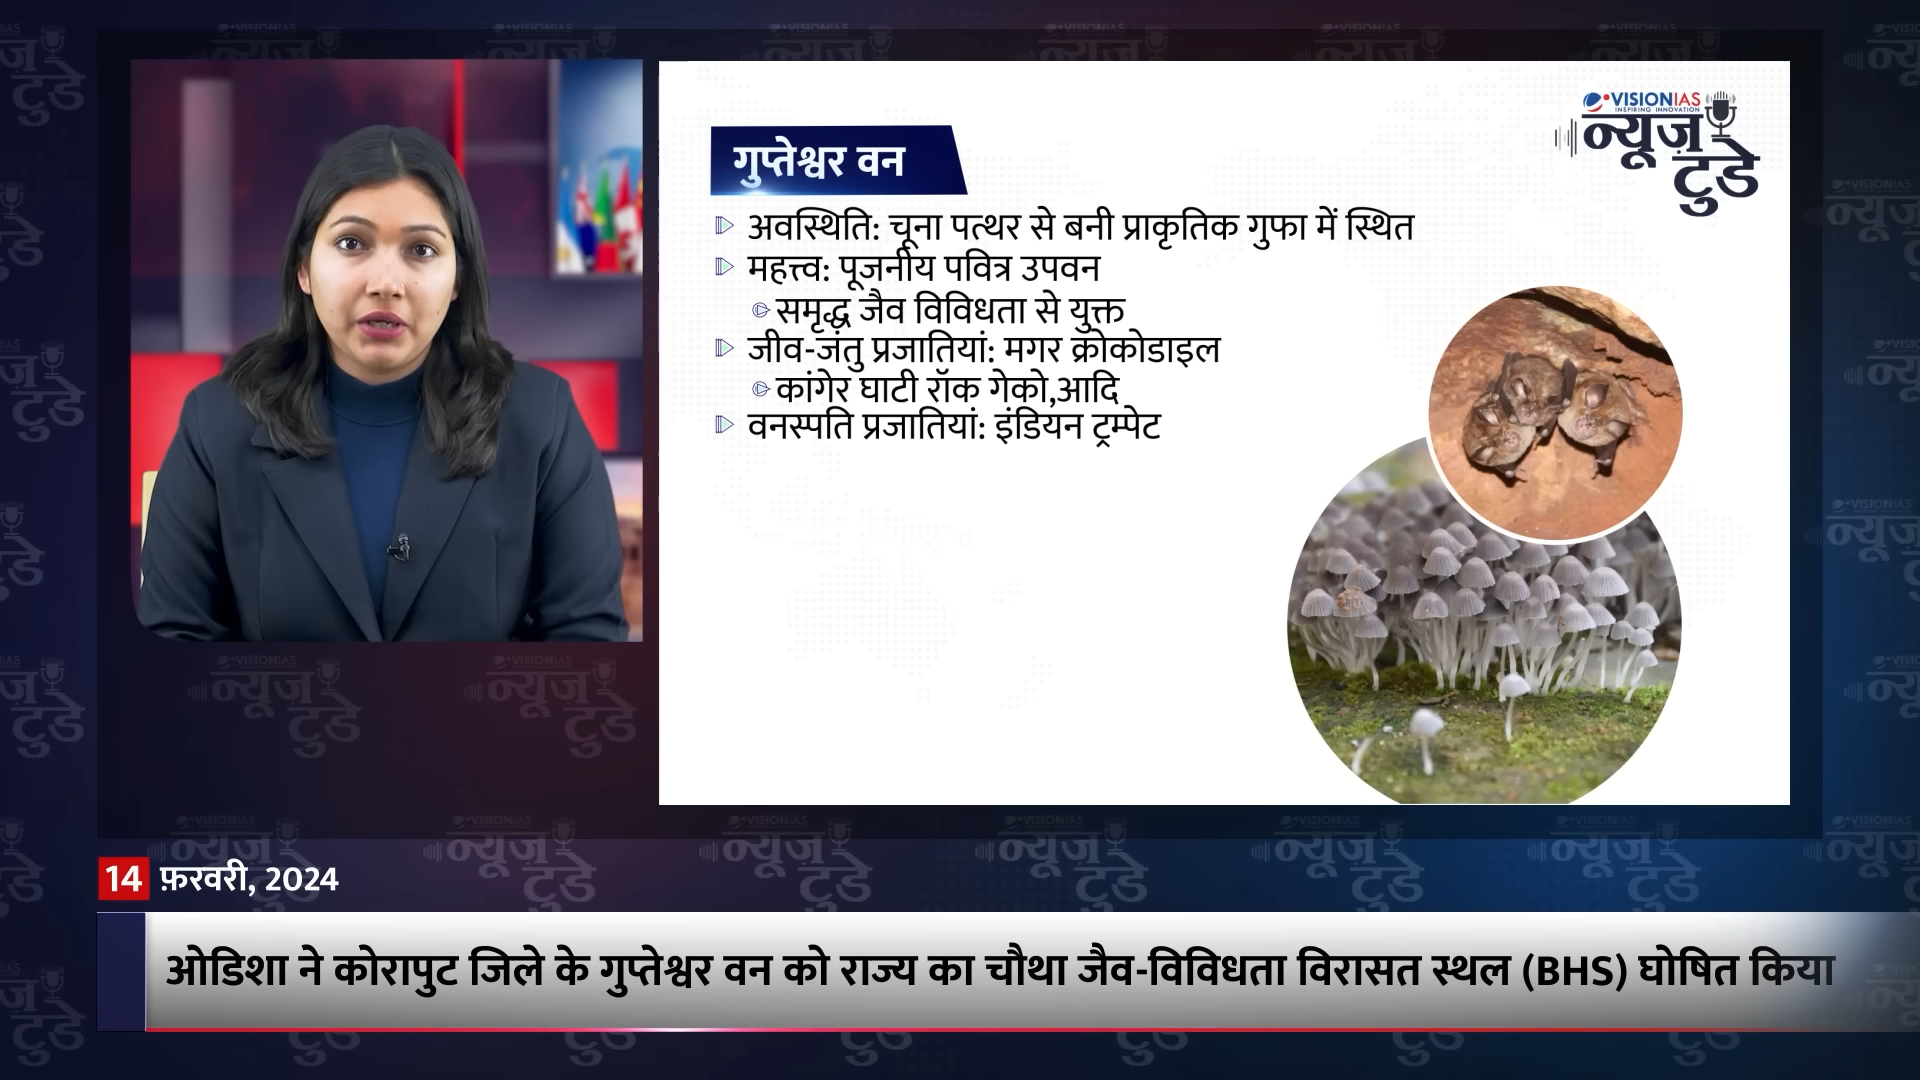 VISIONIAS
INSPIRING INNOVATION
न्यूज़
टुडे
गुप्तेश्वर वन
अवस्थिति: चूना पत्थर से बनी प्राकृतिक गुफा में स्थित
महत्त्व: पूजनीय पवित्र उपवन
समृद्ध जैव विविधता से युक्त
जीव-जंतु प्रजातियां: मगर क्रोकोडाइल
कांगेर घाटी रॉक गेको,आदि
वनस्पति प्रजातियां: इंडियन ट्रम्पेट
14 फ़रवरी, 2024
ओडिशा ने कोरापुट जिले के गुप्तेश्वर वन को राज्य का चौथा जैव-विविधता विरासत स्थल (BHS) घोषित किया